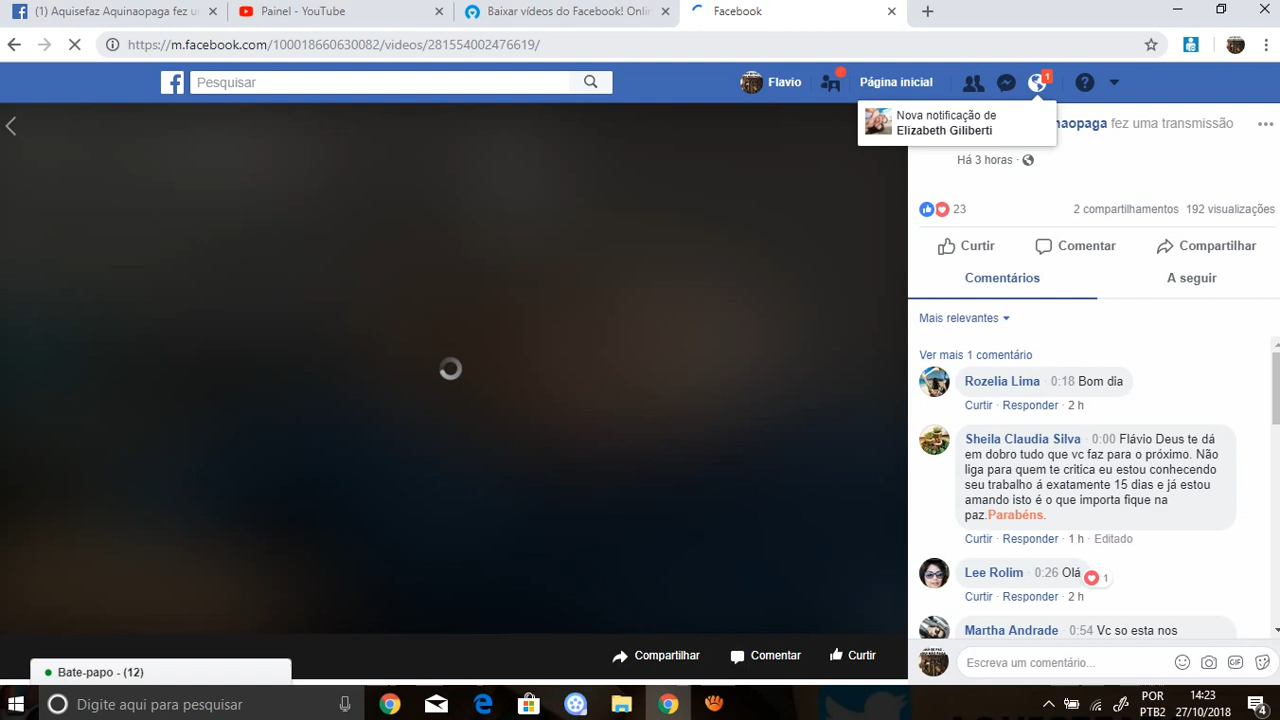 (1) Aquisefaz Aquinaopaga fez u
Painel - YouTube
Baixar vídeos do Facebook! Onlin
Facebook
https://m.facebook.com/100018660630082/videos/281554002476619/
Pesquisar
Flavio
Página inicial
1
Nova notificação de
Elizabeth Giliberti
naopaga fez uma transmissão
Há 3 horas ·
23
2 compartilhamentos 192 visualizações
Curtir
Comentar
Compartilhar
Comentários
A seguir
Mais relevantes
Ver mais 1 comentário
Rozelia Lima · 0:18 Bom dia
Curtir · Responder · 2 h
Sheila Claudia Silva · 0:00 Flávio Deus te dá
em dobro tudo que vc faz para o próximo. Não
liga para quem te critica eu estou conhecendo
seu trabalho á exatamente 15 dias e já estou
amando isto é o que importa fique na
paz.Parabéns.
Curtir · Responder · 1 h · Editado
Lee Rolim · 0:26 Olá
1
Curtir · Responder · 2 h
Martha Andrade · 0:54 Vc so esta nos
Compartilhar
Comentar
Curtir
Escreva um comentário...
GIF
Bate-papo - (12)
Digite aqui para pesquisar
POR
PTB2
14:23
27/10/2018
4